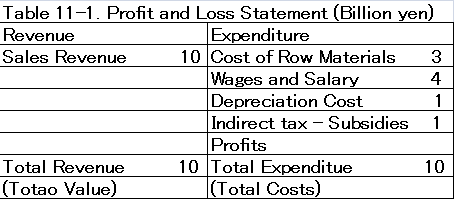 Table 11-1. Profit and Loss Statement (Billion yen)
Revenue Expenditure
Sales Revenue 10 Cost of Row Materials 3
Wages and Salary 4
Depreciation Cost 1
Indirect tax - Subsidies 1
Profits
Total Revenue 10 Total Expenditue 10
(Totao Value) (Total Costs)